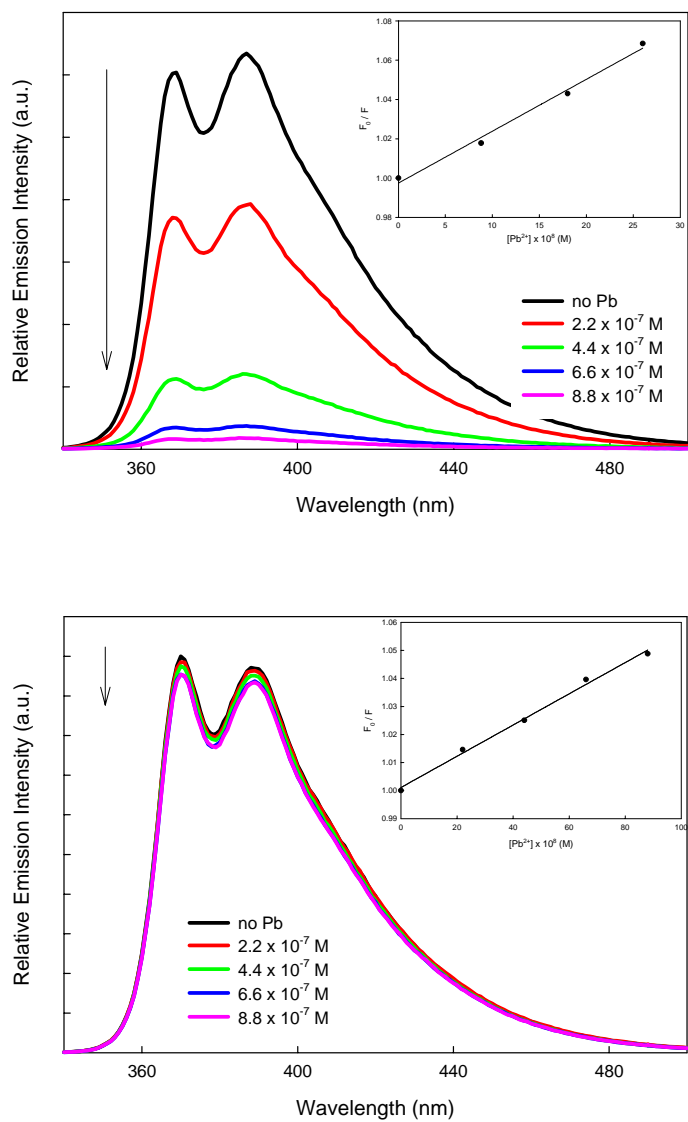 Relative Emission Intensity (a.u.)
F₀ / F
1.08
1.06
1.04
1.02
1.00
0.98
0 5 10 15 20 25 30
[Pb²⁺] x 10⁸ (M)
no Pb
2.2 x 10⁻⁷ M
4.4 x 10⁻⁷ M
6.6 x 10⁻⁷ M
8.8 x 10⁻⁷ M
360 400 440 480
Wavelength (nm)
Relative Emission Intensity (a.u.)
F₀ / F
1.06
1.05
1.04
1.03
1.02
1.01
1.00
0.99
0 20 40 60 80 100
[Pb²⁺] x 10⁸ (M)
no Pb
2.2 x 10⁻⁷ M
4.4 x 10⁻⁷ M
6.6 x 10⁻⁷ M
8.8 x 10⁻⁷ M
360 400 440 480
Wavelength (nm)